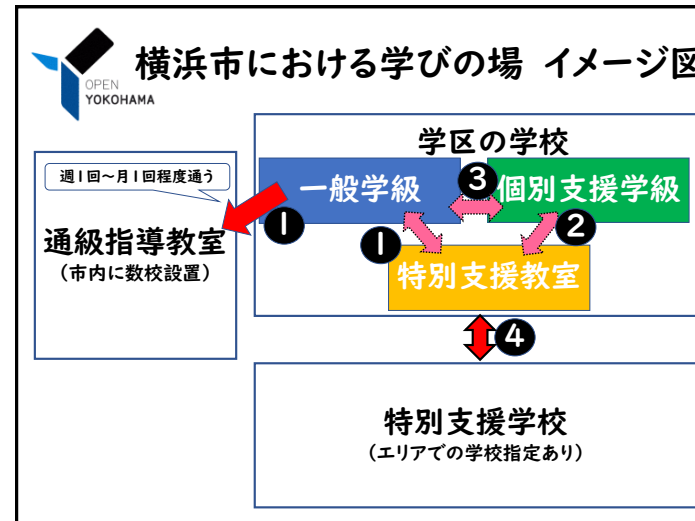 横浜市における学びの場 イメージ図
OPEN
YOKOHAMA
学区の学校
週1回～月1回程度通う
一般学級
3
個別支援学級
1
2
通級指導教室
1
(市内に数校設置)
特別支援教室
4
特別支援学校
(エリアでの学校指定あり)